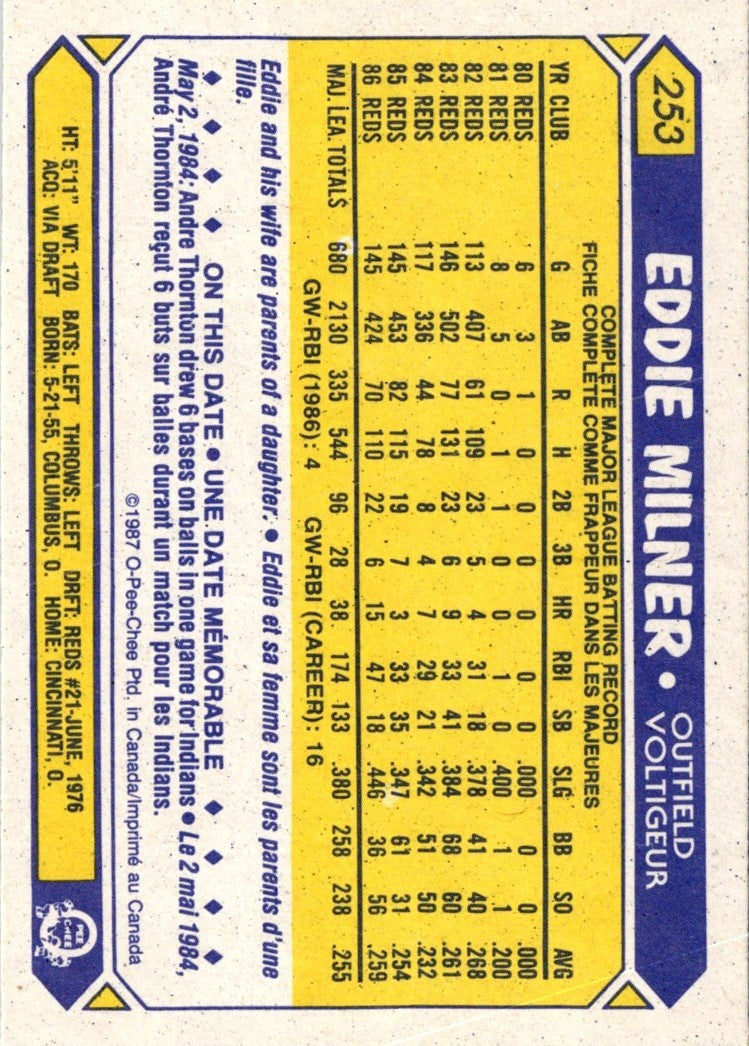 253
EDDIE MILNER • OUTFIELD
VOLTIGEUR
COMPLETE MAJOR LEAGUE BATTING RECORD
FICHE COMPLÈTE COMME FRAPPEUR DANS LES MAJEURES
YR CLUB G AB R H 2B 3B HR RBI SB SLG BB SO AVG
80 REDS 6 3 1 0 0 0 0 0 0 .000 0 0 .000
81 REDS 8 5 0 1 1 0 0 1 0 .400 1 1 .200
82 REDS 113 407 61 109 23 5 4 31 18 .378 41 40 .268
83 REDS 146 502 77 131 23 6 9 33 41 .384 68 60 .261
84 REDS 117 336 44 78 8 4 7 29 21 .342 51 50 .232
85 REDS 145 453 82 115 19 7 3 33 35 .347 61 31 .254
86 REDS 145 424 70 110 22 6 15 47 18 .446 36 56 .259
MAJ. LEA. TOTALS 680 2130 335 544 96 28 38 174 133 .380 258 238 .255
GW-RBI (1986): 4 GW-RBI (CAREER): 16
Eddie and his wife are parents of a daughter. • Eddie et sa femme sont les parents d'une
fille.
ON THIS DATE • UNE DATE MÉMORABLE
May 2, 1984: Andre Thornton drew 6 bases on balls in one game for Indians • Le 2 mai 1984,
André Thornton reçut 6 buts sur balles durant un match pour les Indians.
©1987 O-Pee-Chee Ptd. in Canada/Imprimé au Canada
HT: 5'11" WT: 170 BATS: LEFT THROWS: LEFT DRFT: REDS #21-JUNE, 1976
ACQ: VIA DRAFT BORN: 5-21-55, COLUMBUS, O. HOME: CINCINNATI, O.
O PEE CHEE